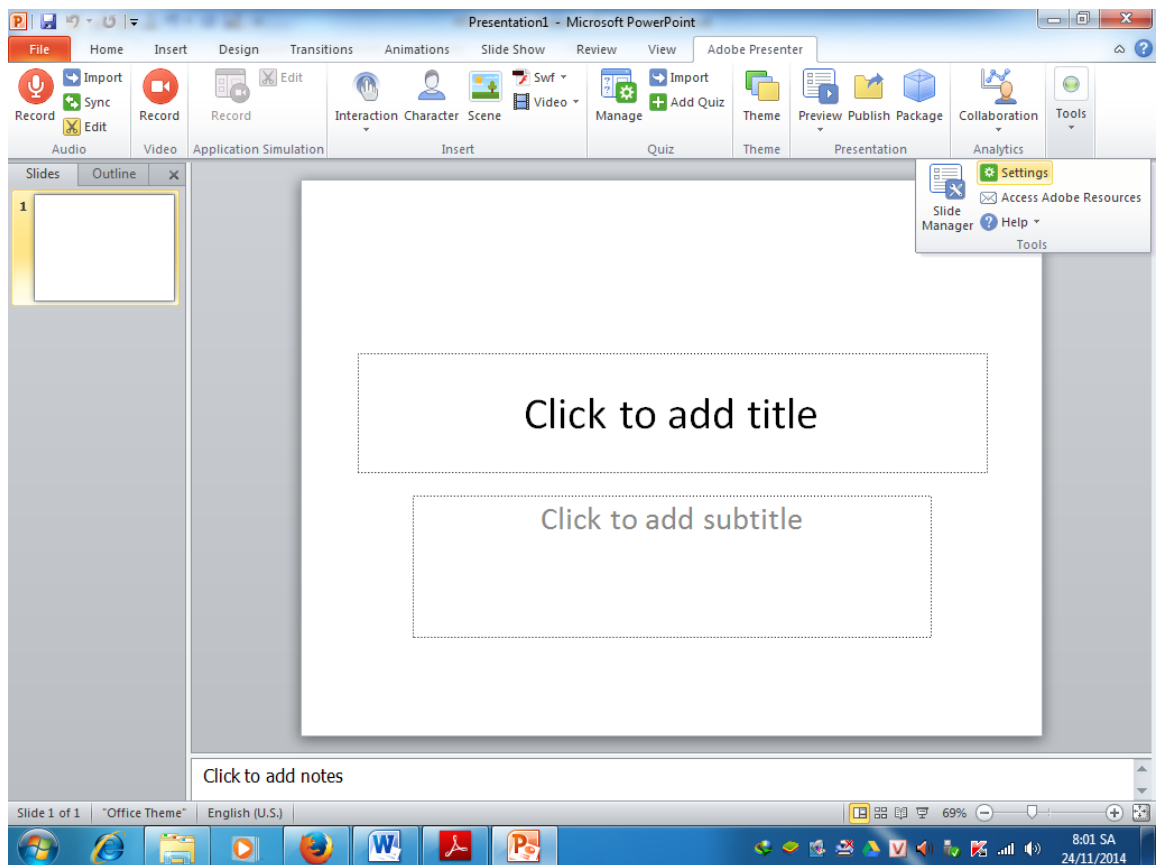 Presentation1 - Microsoft PowerPoint
File Home Insert Design Transitions Animations Slide Show Review View Adobe Presenter
Record
Import
Sync
Edit
Audio
Record
Video
Record
Edit
Application Simulation
Interaction Character Scene
Swf
Video
Insert
Manage
Import
Add Quiz
Quiz
Theme
Theme
Preview Publish Package
Presentation
Collaboration
Analytics
Tools
Slides Outline
1
Slide
Manager
Settings
Access Adobe Resources
Help
Tools
Click to add title
Click to add subtitle
Click to add notes
Slide 1 of 1 "Office Theme" English (U.S.) 69%
8:01 SA
24/11/2014